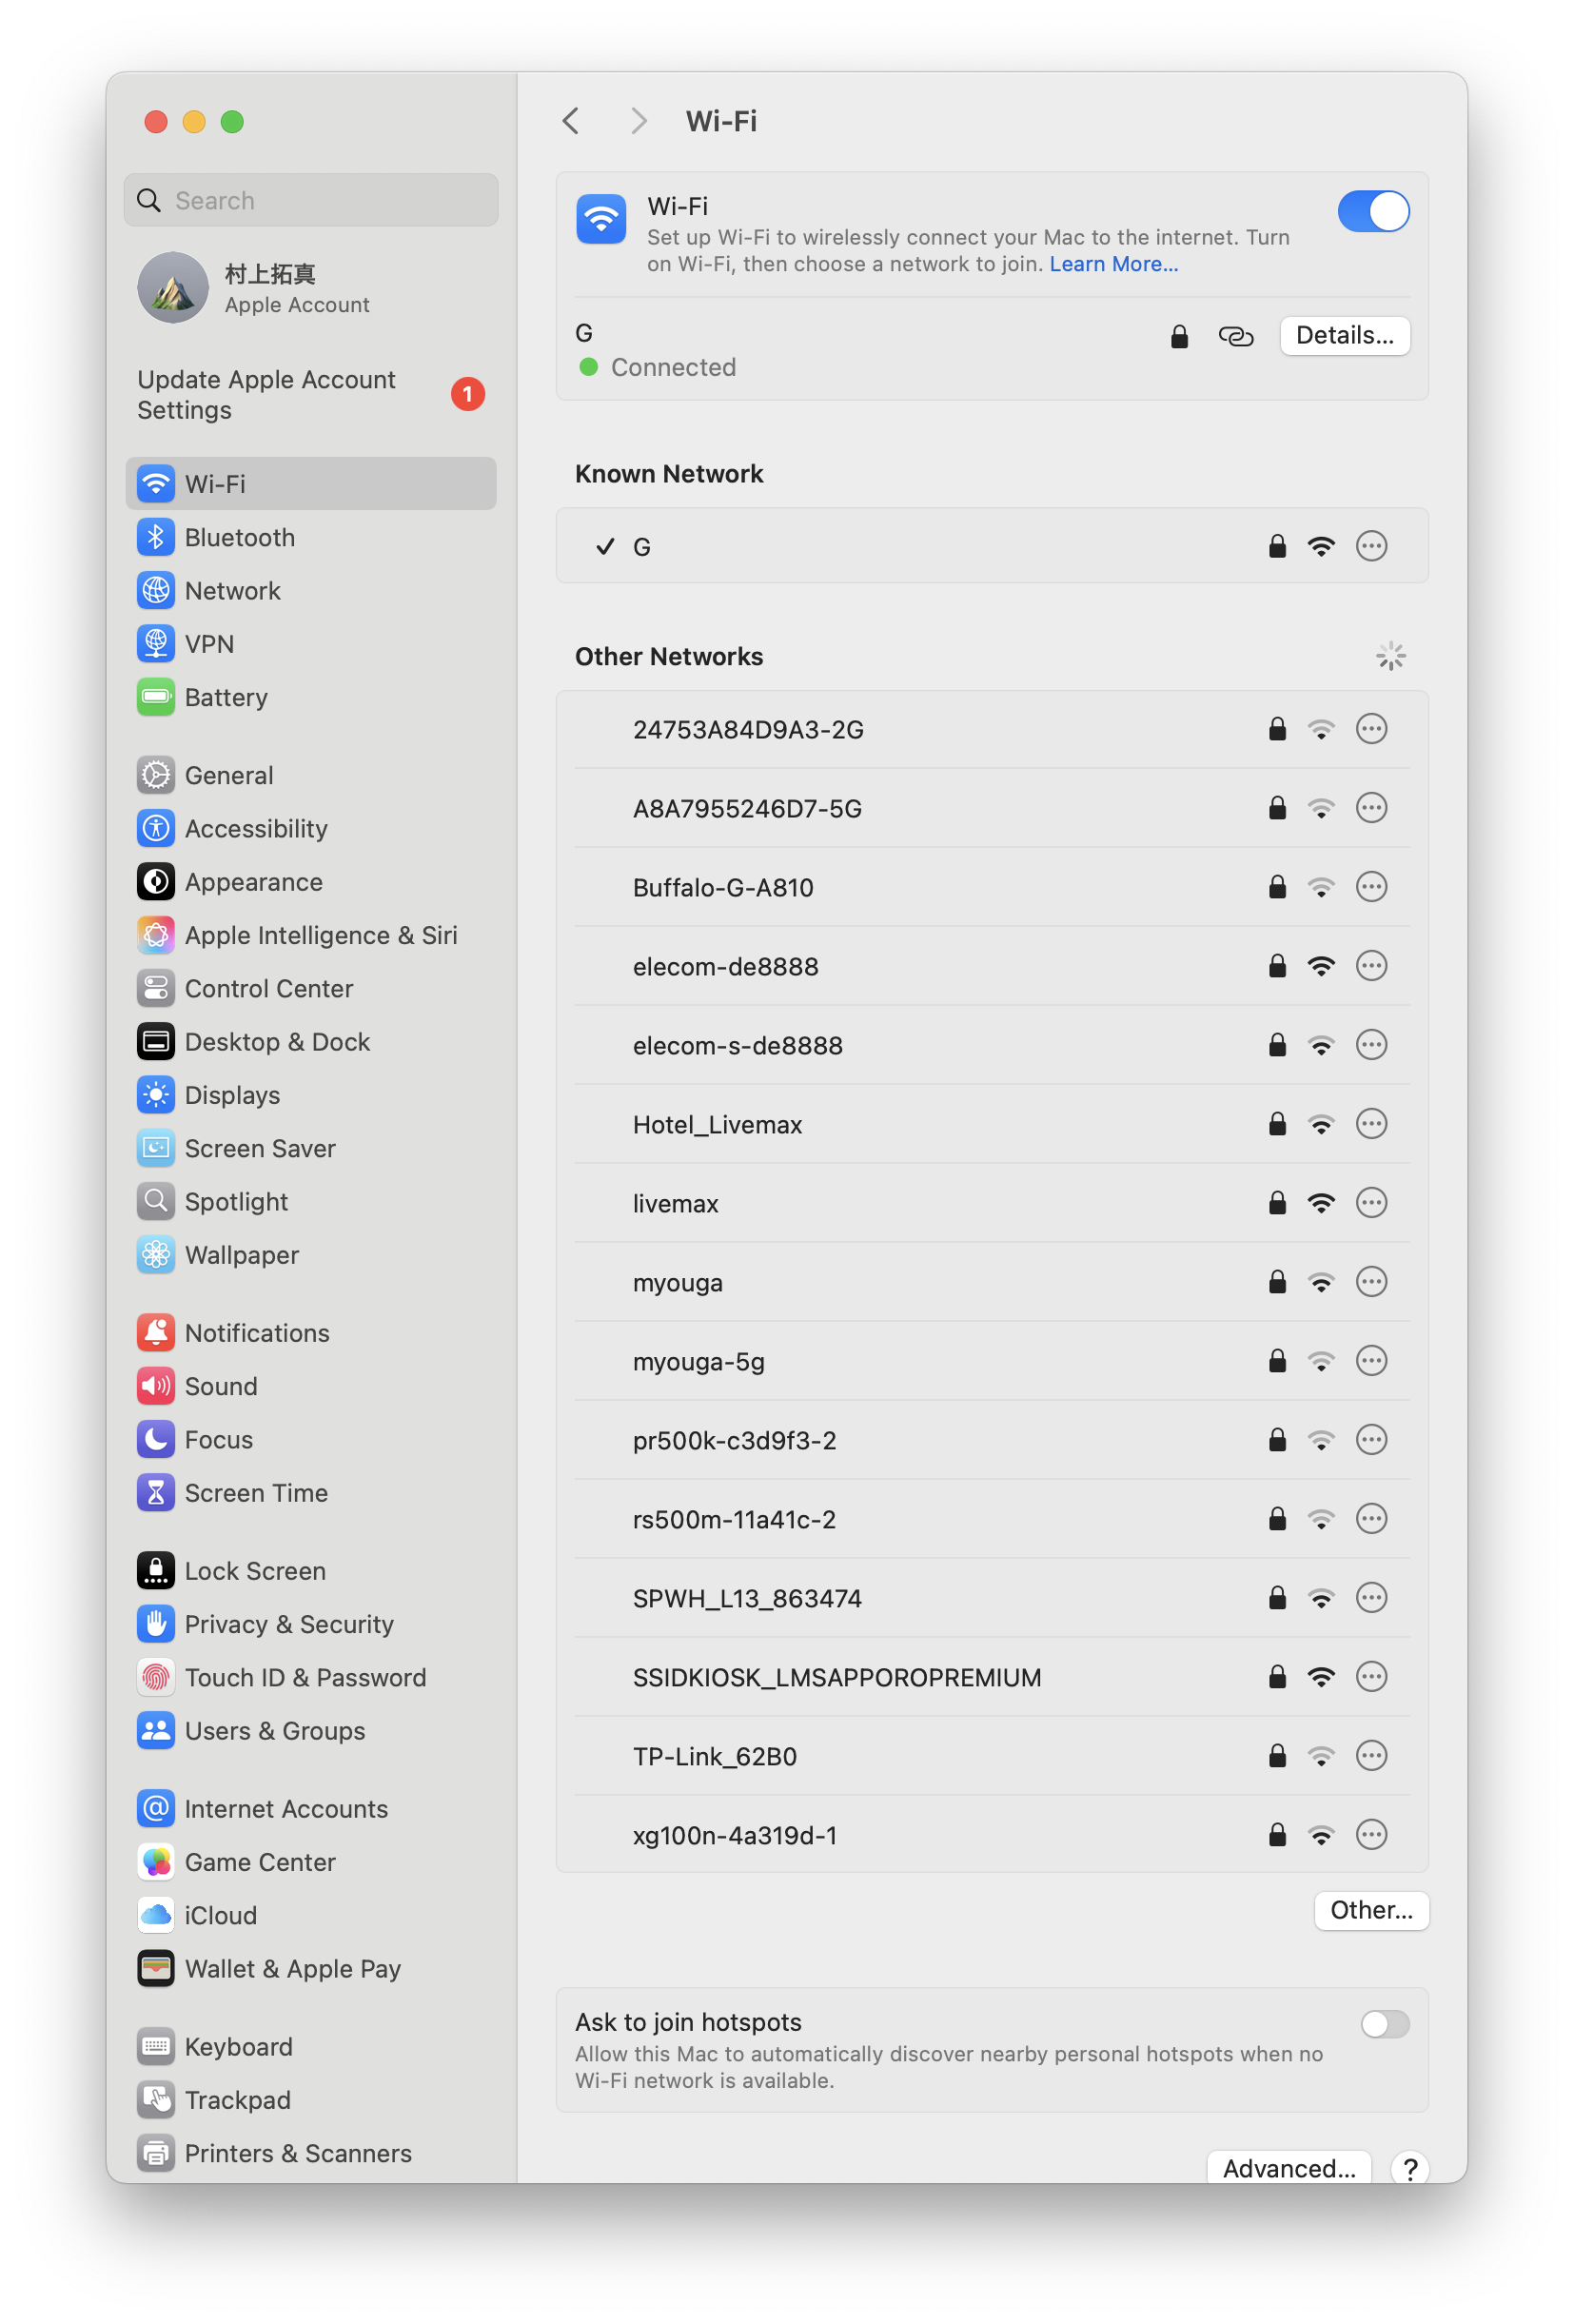 Search
村上拓真
Apple Account
Update Apple Account
Settings
1
Wi-Fi
Bluetooth
Network
VPN
Battery
General
Accessibility
Appearance
Apple Intelligence & Siri
Control Center
Desktop & Dock
Displays
Screen Saver
Spotlight
Wallpaper
Notifications
Sound
Focus
Screen Time
Lock Screen
Privacy & Security
Touch ID & Password
Users & Groups
Internet Accounts
Game Center
iCloud
Wallet & Apple Pay
Keyboard
Trackpad
Printers & Scanners
Wi-Fi
Wi-Fi
Set up Wi-Fi to wirelessly connect your Mac to the internet. Turn
on Wi-Fi, then choose a network to join. Learn More...
G
Connected
Details...
Known Network
G
Other Networks
24753A84D9A3-2G
A8A7955246D7-5G
Buffalo-G-A810
elecom-de8888
elecom-s-de8888
Hotel_Livemax
livemax
myouga
myouga-5g
pr500k-c3d9f3-2
rs500m-11a41c-2
SPWH_L13_863474
SSIDKIOSK_LMSAPPOROPREMIUM
TP-Link_62B0
xg100n-4a319d-1
Other...
Ask to join hotspots
Allow this Mac to automatically discover nearby personal hotspots when no
Wi-Fi network is available.
Advanced...
?